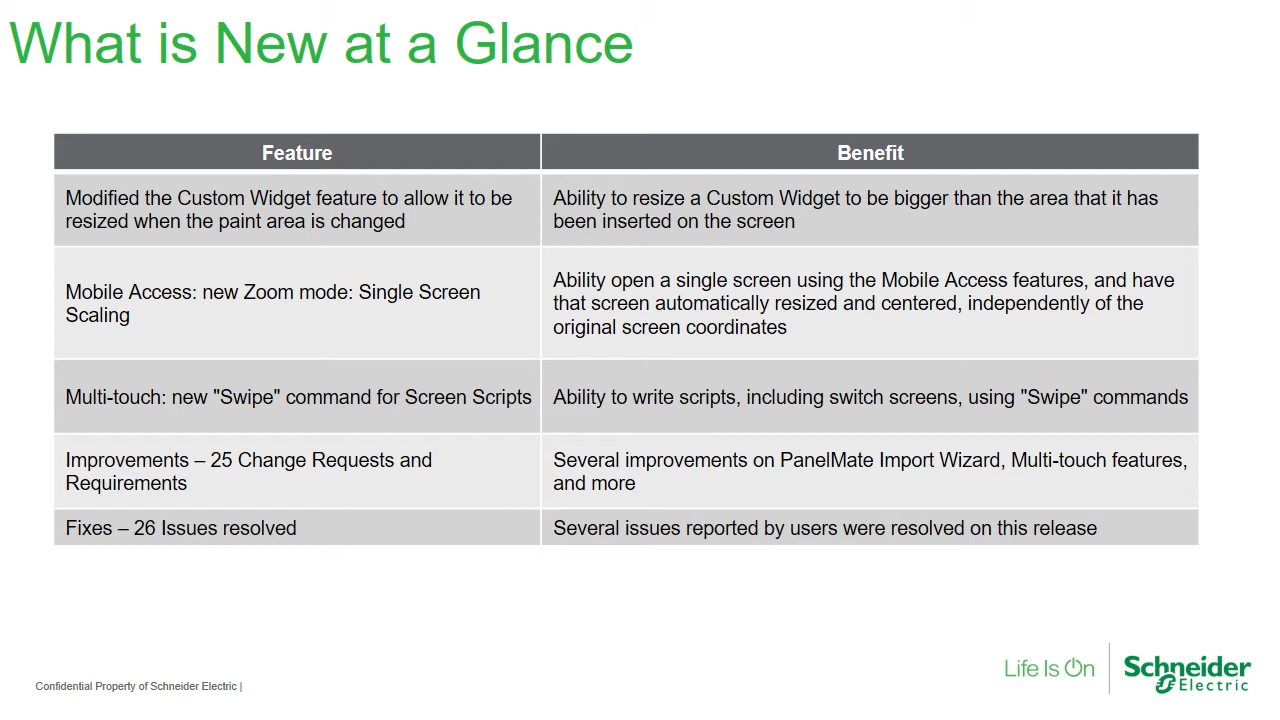 What is New at a Glance
Feature
Benefit
Modified the Custom Widget feature to allow it to be
resized when the paint area is changed
Ability to resize a Custom Widget to be bigger than the area that it has
been inserted on the screen
Mobile Access: new Zoom mode: Single Screen
Scaling
Ability open a single screen using the Mobile Access features, and have
that screen automatically resized and centered, independently of the
original screen coordinates
Multi-touch: new "Swipe" command for Screen Scripts
Ability to write scripts, including switch screens, using "Swipe" commands
Improvements – 25 Change Requests and
Requirements
Several improvements on PanelMate Import Wizard, Multi-touch features,
and more
Fixes – 26 Issues resolved
Several issues reported by users were resolved on this release
Confidential Property of Schneider Electric |
Life Is On
Schneider
Electric